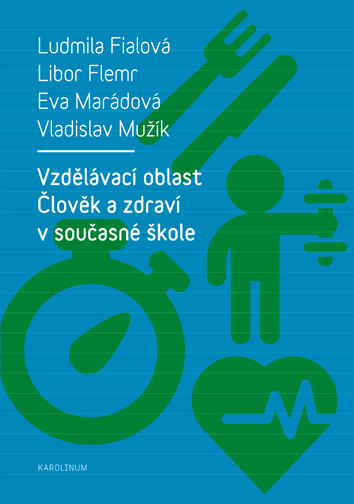 Ludmila Fialová
Libor Flemr
Eva Marádová
Vladislav Mužík
Vzdělávací oblast
Člověk a zdraví
v současné škole
KAROLINUM